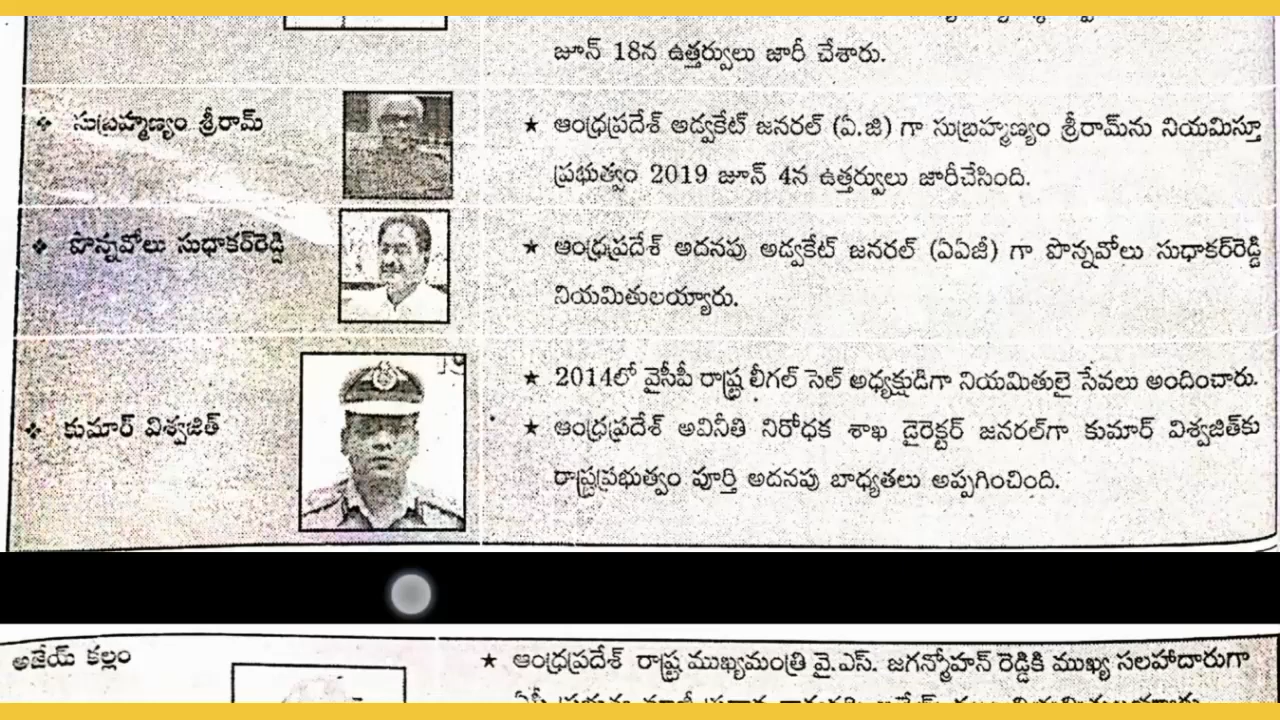 జూన్ 18న ఉత్తర్వులు జారీ చేశారు.
❖ సుబ్రహ్మణ్యం శ్రీరామ్
★ ఆంధ్రప్రదేశ్ అడ్వకేట్ జనరల్ (ఏ.జి) గా సుబ్రహ్మణ్యం శ్రీరామ్‌ను నియమిస్తూ
ప్రభుత్వం 2019 జూన్ 4న ఉత్తర్వులు జారీచేసింది.
❖ పొన్నవోలు సుధాకర్‌రెడ్డి
★ ఆంధ్రప్రదేశ్ అదనపు అడ్వకేట్ జనరల్ (ఏఏజీ) గా పొన్నవోలు సుధాకర్‌రెడ్డి
నియమితులయ్యారు.
★ 2014లో వైసీపీ రాష్ట్ర లీగల్ సెల్ అధ్యక్షుడిగా నియమితులై సేవలు అందించారు.
❖ కుమార్ విశ్వజిత్
★ ఆంధ్రప్రదేశ్ అవినీతి నిరోధక శాఖ డైరెక్టర్ జనరల్‌గా కుమార్ విశ్వజిత్‌కు
రాష్ట్రప్రభుత్వం పూర్తి అదనపు బాధ్యతలు అప్పగించింది.
అజేయ్ కల్లం
★ ఆంధ్రప్రదేశ్ రాష్ట్ర ముఖ్యమంత్రి వై.ఎస్. జగన్మోహన్ రెడ్డికి ముఖ్య సలహాదారుగా